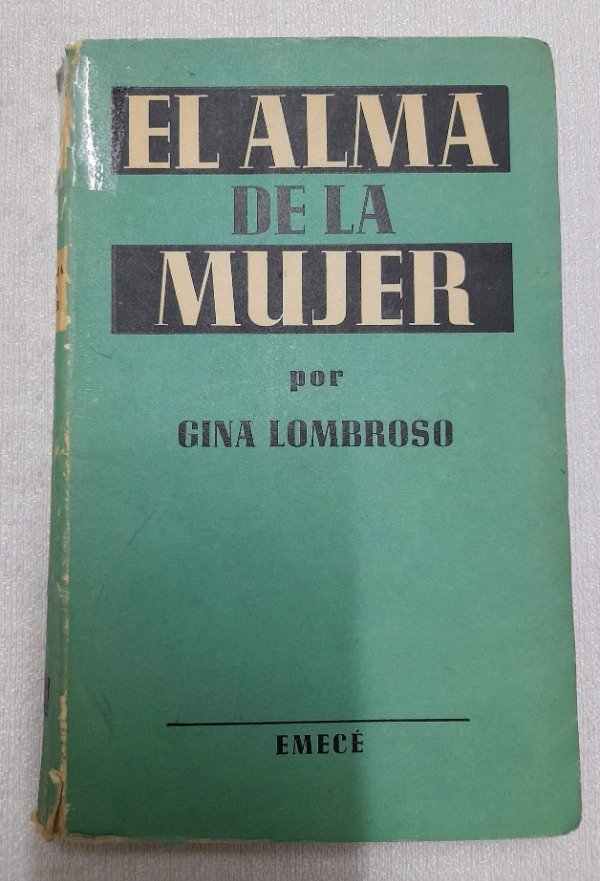 EL ALMA
DE LA
MUJER
por
GINA LOMBROSO
EMECÉ